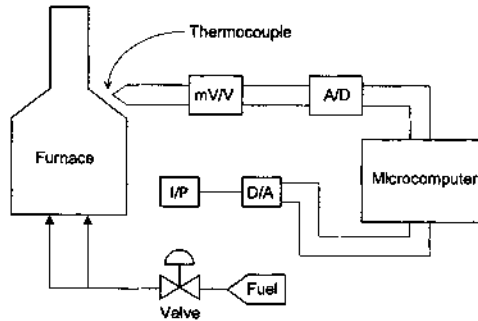 Thermocouple
mV/V
A/D
Furnace
Microcomputer
I/P
D/A
Fuel
Valve